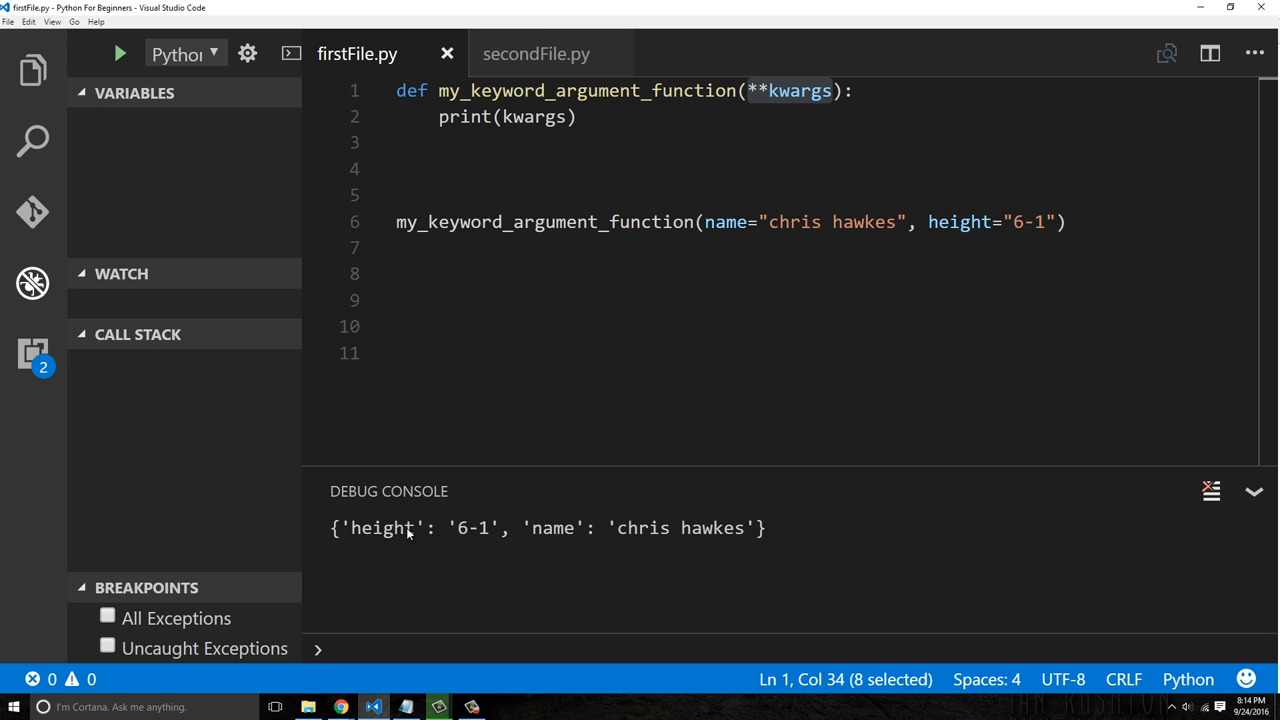 firstFile.py - Python For Beginners - Visual Studio Code
File Edit View Go Help
Python
firstFile.py
secondFile.py
VARIABLES
WATCH
CALL STACK
2
BREAKPOINTS
All Exceptions
Uncaught Exceptions
1 def my_keyword_argument_function(**kwargs):
2 print(kwargs)
3
4
5
6 my_keyword_argument_function(name="chris hawkes", height="6-1")
7
8
9
10
11
DEBUG CONSOLE
{'height': '6-1', 'name': 'chris hawkes'}
0 0
Ln 1, Col 34 (8 selected) Spaces: 4 UTF-8 CRLF Python
I'm Cortana. Ask me anything.
8:14 PM
9/24/2016